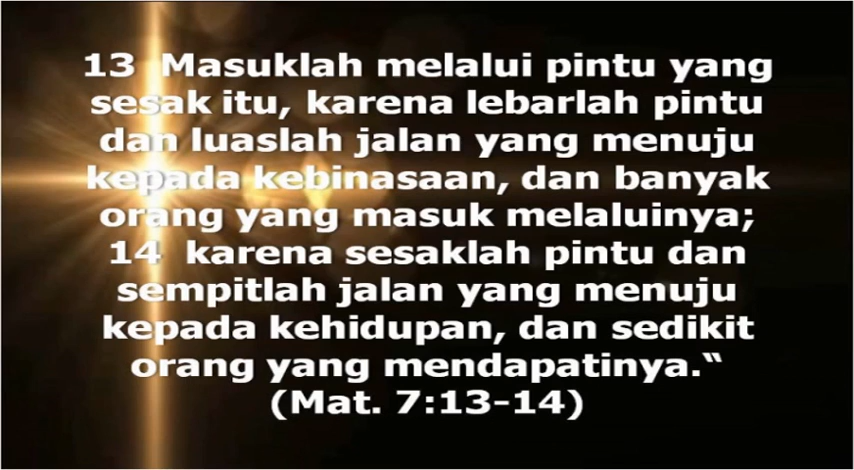 13 Masuklah melalui pintu yang
sesak itu, karena lebarlah pintu
dan luaslah jalan yang menuju
kepada kebinasaan, dan banyak
orang yang masuk melaluinya;
14 karena sesaklah pintu dan
sempitlah jalan yang menuju
kepada kehidupan, dan sedikit
orang yang mendapatinya.“
(Mat. 7:13-14)